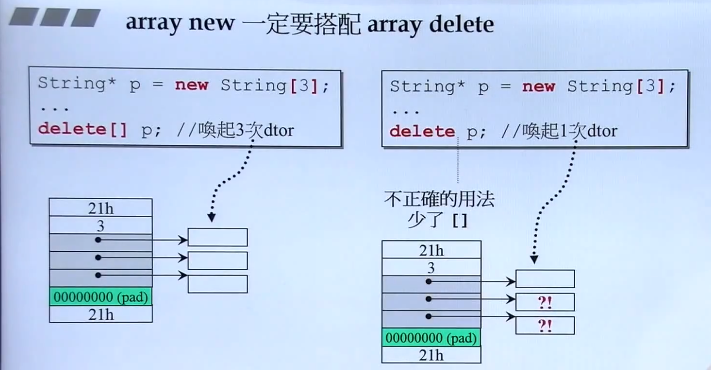 array new 一定要搭配 array delete
String* p = new String[3];
...
delete[] p; //喚起3次dtor
21h
3
00000000 (pad)
21h
String* p = new String[3];
...
delete p; //喚起1次dtor
不正確的用法
少了 []
21h
3
?!
?!
00000000 (pad)
21h